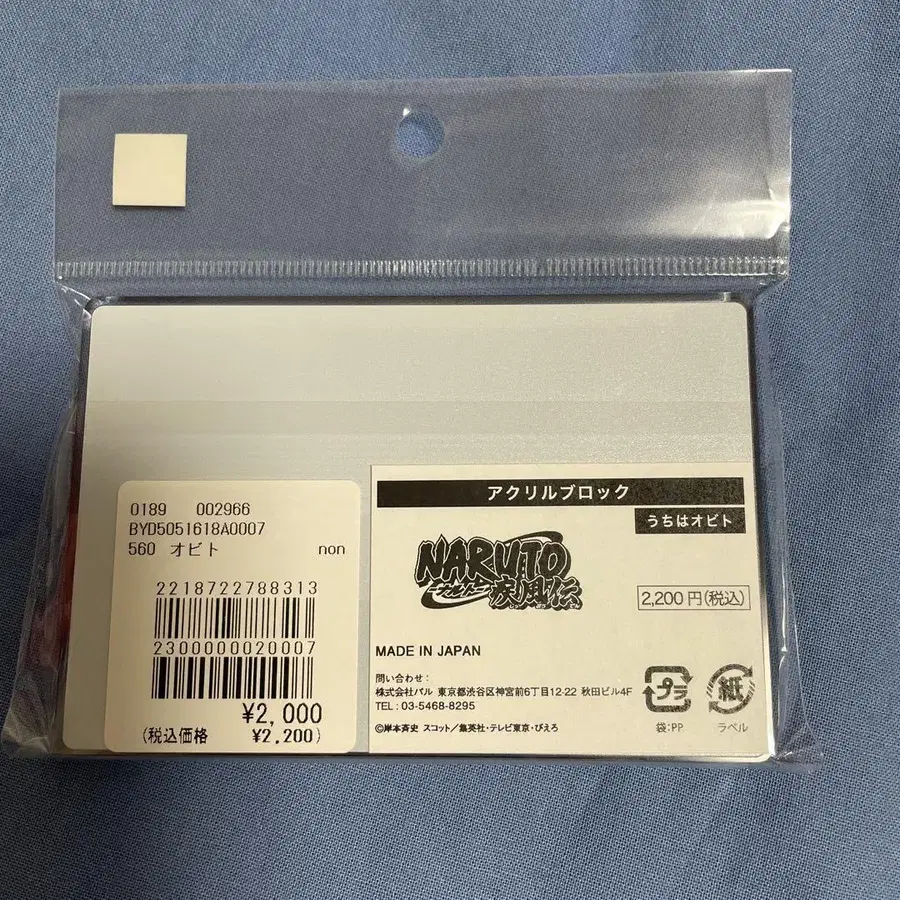 0189 002966
BYD5051618A0007
560 オビト non
2218722788313
2300000020007
¥2,000
(税込価格 ¥2,200)
アクリルブロック
うちはオビト
NARUTO
-ナルト-
疾風伝
2,200円(税込)
MADE IN JAPAN
問い合わせ:
株式会社パル 東京都渋谷区神宮前6丁目12-22 秋田ビル4F
TEL:03-5468-8295
©岸本斉史 スコット/集英社・テレビ東京・ぴえろ
プラ
袋:PP
紙
ラベル